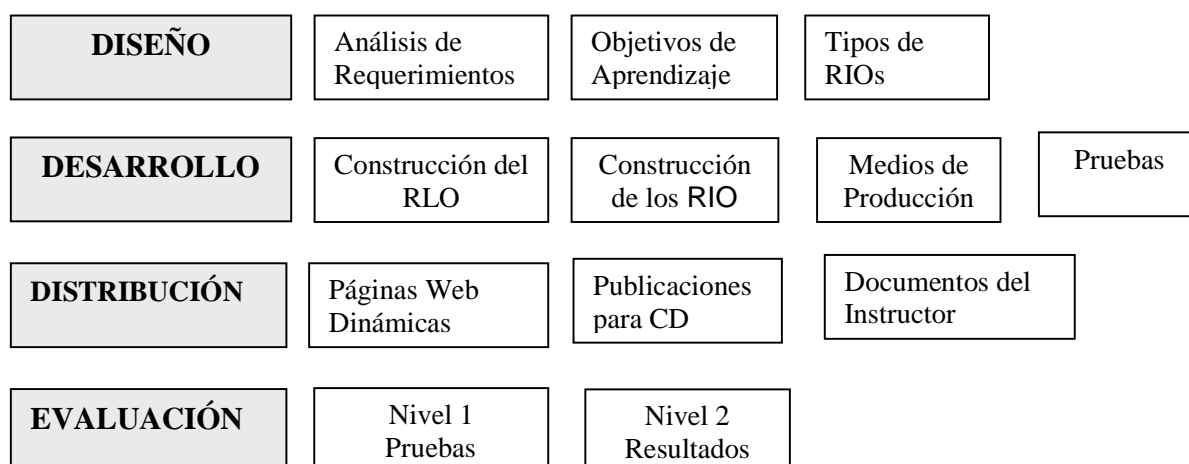 DISEÑO
Análisis de
Requerimientos
Objetivos de
Aprendizaje
Tipos de
RIOs
DESARROLLO
Construcción del
RLO
Construcción
de los RIO
Medios de
Producción
Pruebas
DISTRIBUCIÓN
Páginas Web
Dinámicas
Publicaciones
para CD
Documentos del
Instructor
EVALUACIÓN
Nivel 1
Pruebas
Nivel 2
Resultados